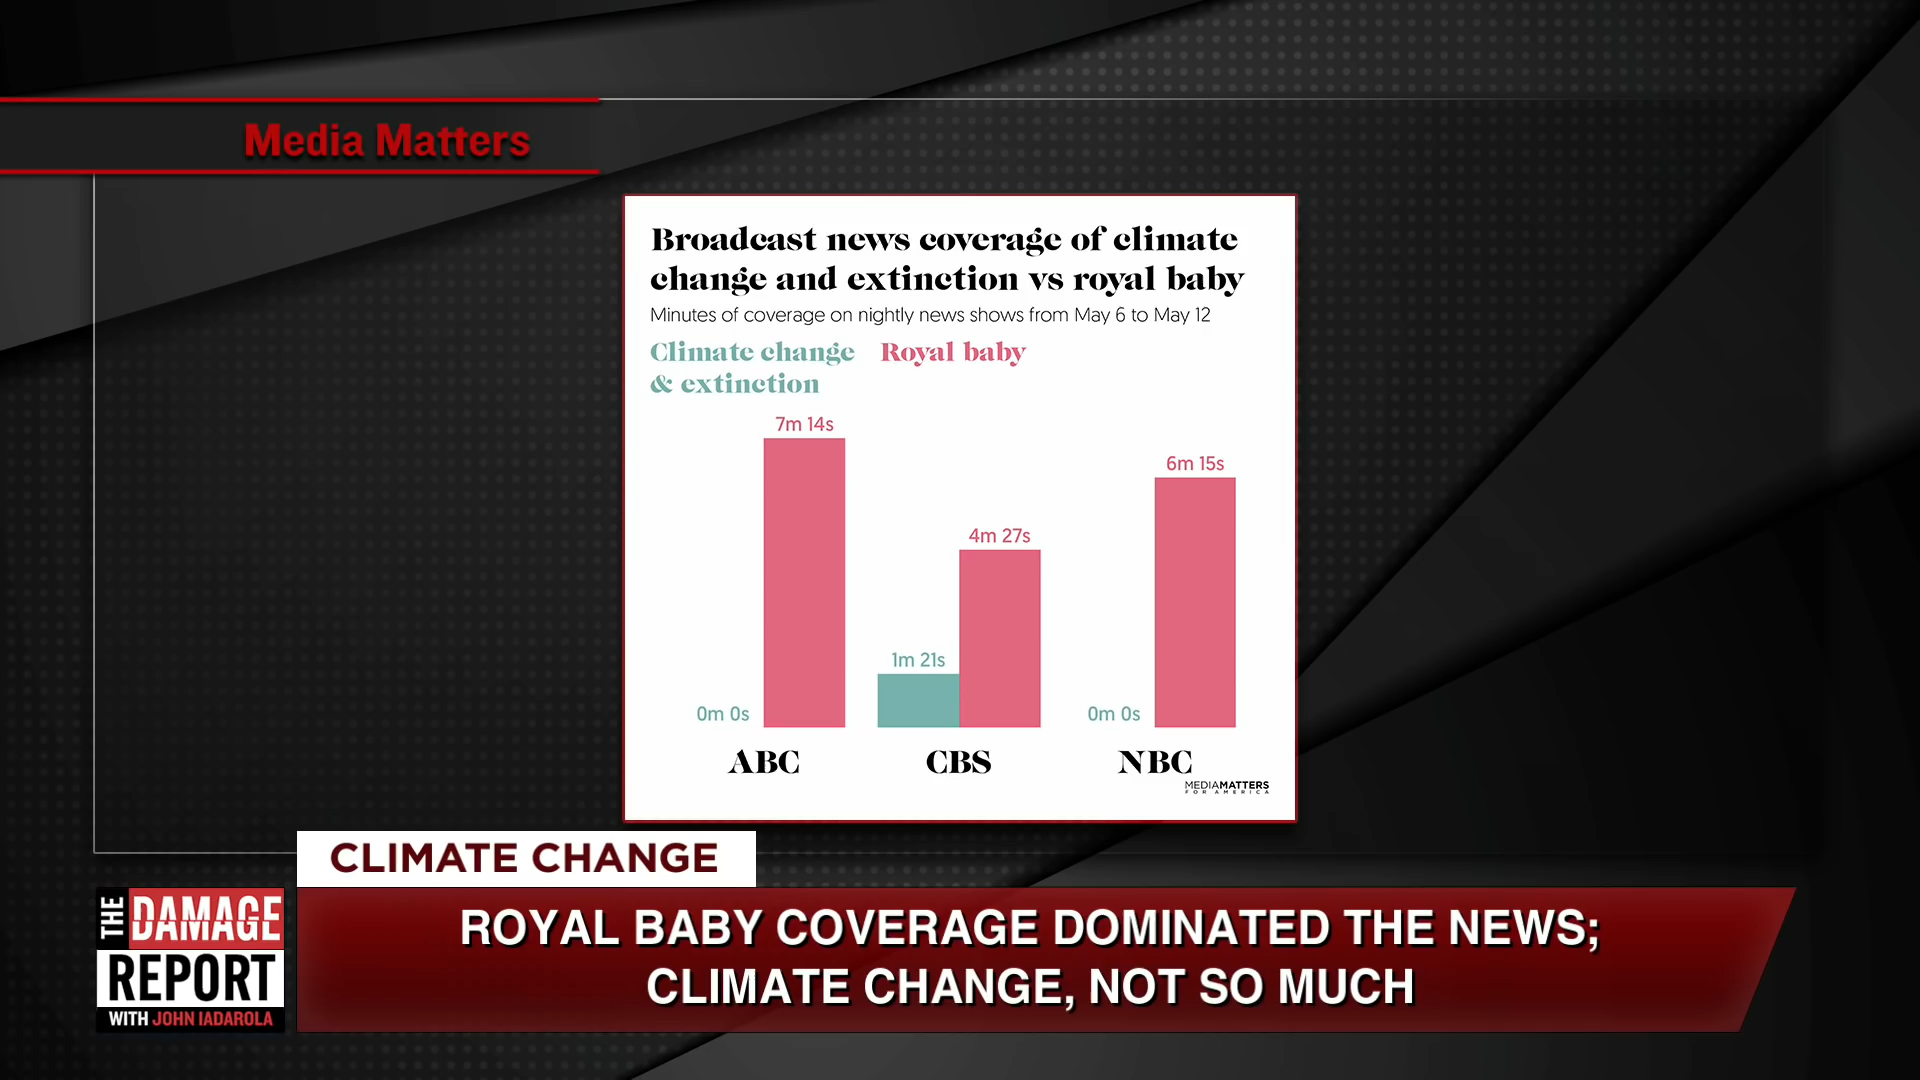 Media Matters
Broadcast news coverage of climate
change and extinction vs royal baby
Minutes of coverage on nightly news shows from May 6 to May 12
Climate change
& extinction
Royal baby
7m 14s
6m 15s
4m 27s
1m 21s
0m 0s
0m 0s
ABC
CBS
NBC
MEDIAMATTERS
FOR AMERICA
CLIMATE CHANGE
THE
DAMAGE
REPORT
WITH JOHN IADAROLA
ROYAL BABY COVERAGE DOMINATED THE NEWS;
CLIMATE CHANGE, NOT SO MUCH